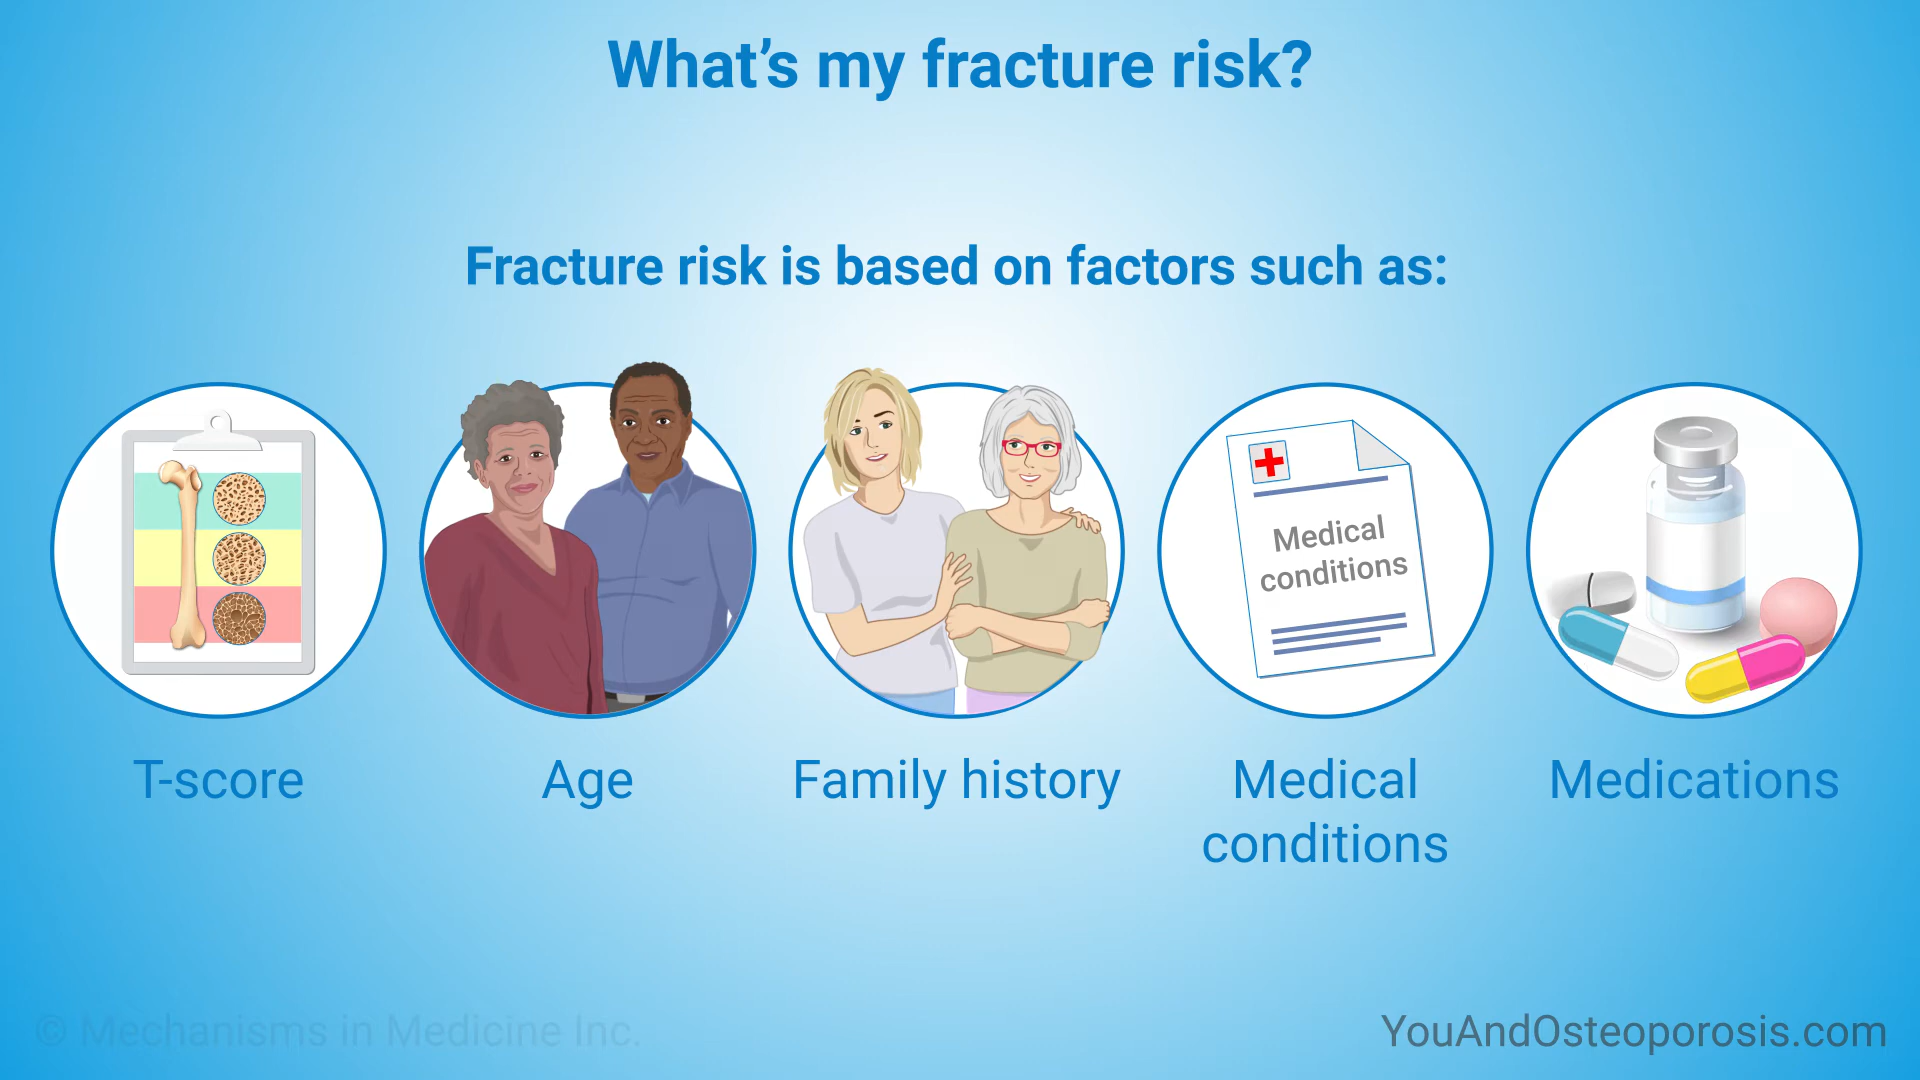 What’s my fracture risk?
Fracture risk is based on factors such as:
Medical
conditions
T-score
Age
Family history
Medical
conditions
Medications
© Mechanisms in Medicine Inc.
YouAndOsteoporosis.com